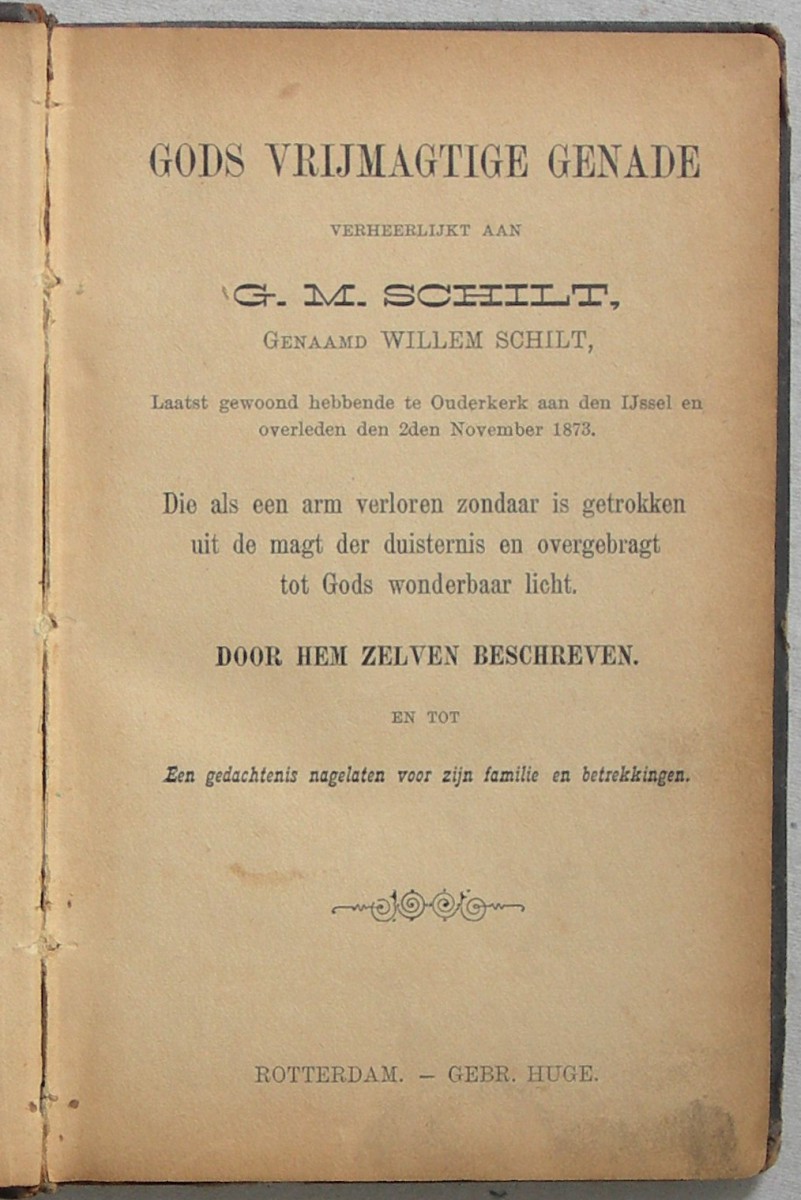 GODS VRIJMAGTIGE GENADE
VERHEERLIJKT AAN
G. M. SCHILT,
GENAAMD WILLEM SCHILT,
Laatst gewoond hebbende te Ouderkerk aan den IJssel en
overleden den 2den November 1873.
Die als een arm verloren zondaar is getrokken
uit de magt der duisternis en overgebragt
tot Gods wonderbaar licht.
DOOR HEM ZELVEN BESCHREVEN.
EN TOT
Een gedachtenis nagelaten voor zijn familie en betrekkingen.
ROTTERDAM. — GEBR. HUGE.